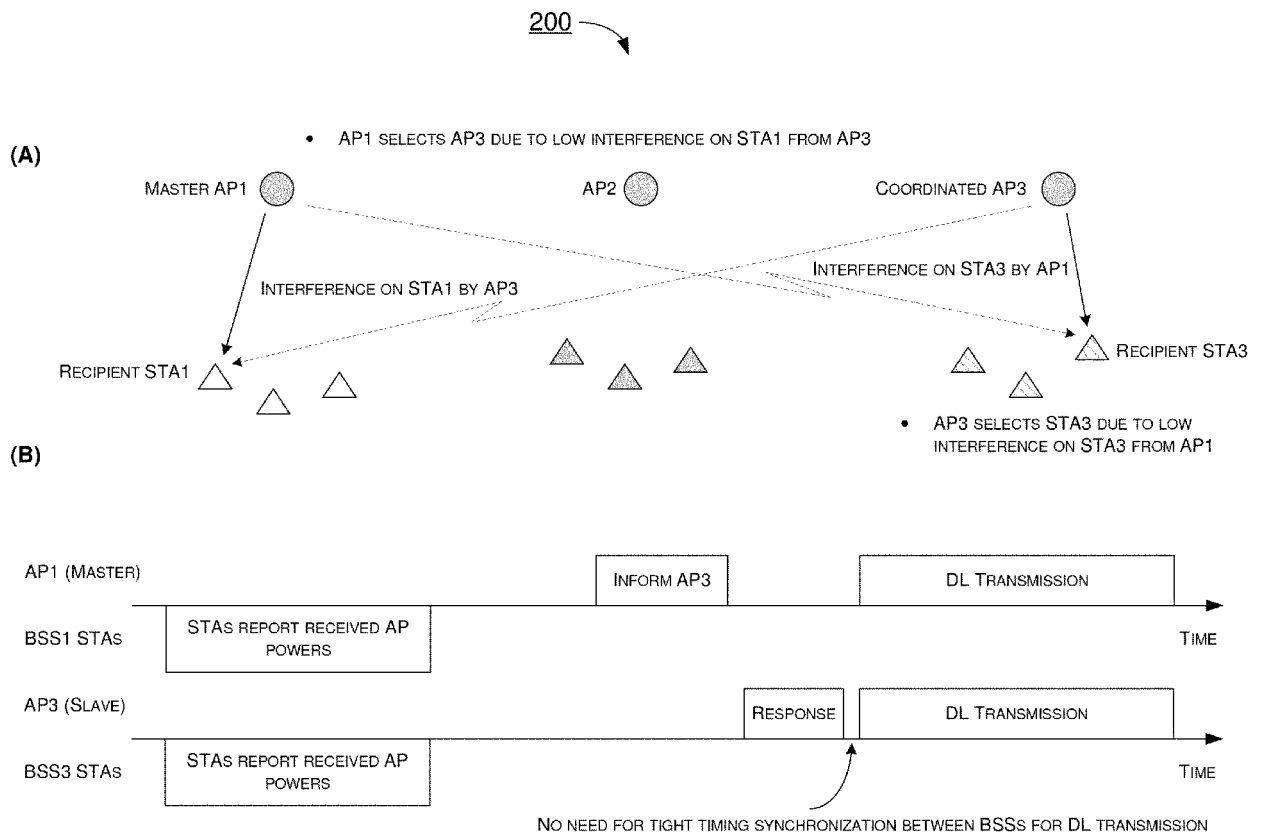 200
(A)
• AP1 SELECTS AP3 DUE TO LOW INTERFERENCE ON STA1 FROM AP3
MASTER AP1
AP2
COORDINATED AP3
INTERFERENCE ON STA1 BY AP3
INTERFERENCE ON STA3 BY AP1
RECIPIENT STA1
RECIPIENT STA3
• AP3 SELECTS STA3 DUE TO LOW
INTERFERENCE ON STA3 FROM AP1
(B)
AP1 (MASTER)
INFORM AP3
DL TRANSMISSION
BSS1 STAS
STAS REPORT RECEIVED AP
POWERS
TIME
AP3 (SLAVE)
RESPONSE
DL TRANSMISSION
BSS3 STAS
STAS REPORT RECEIVED AP
POWERS
TIME
NO NEED FOR TIGHT TIMING SYNCHRONIZATION BETWEEN BSSS FOR DL TRANSMISSION